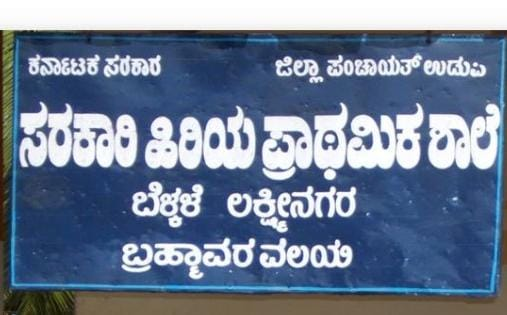 ಕರ್ನಾಟಕ ಸರಕಾರ ಜಿಲ್ಲಾ ಪಂಚಾಯತ್ ಉಡುಪಿ
ಸರಕಾರಿ ಹಿರಿಯ ಪ್ರಾಥಮಿಕ ಶಾಲೆ
ಬೆಳ್ಕಳೆ ಲಕ್ಷ್ಮೀನಗರ
ಬ್ರಹ್ಮಾವರ ವಲಯ